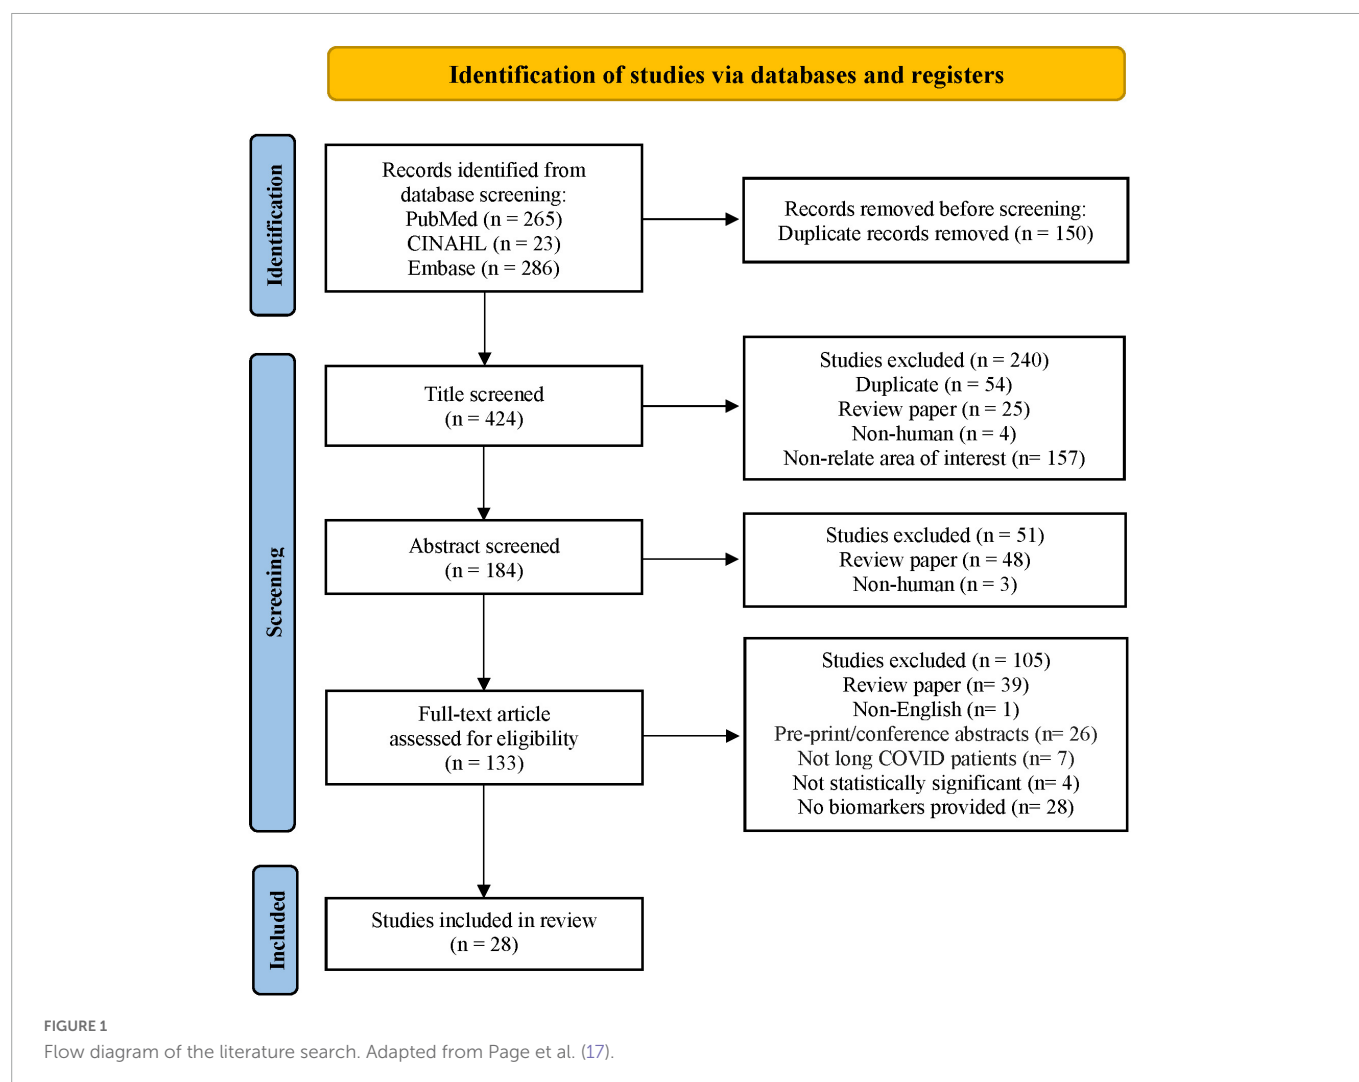 Identification of studies via databases and registers
Identification
Records identified from
database screening:
PubMed (n = 265)
CINAHL (n = 23)
Embase (n = 286)
Records removed before screening:
Duplicate records removed (n = 150)
Screening
Title screened
(n = 424)
Studies excluded (n = 240)
Duplicate (n = 54)
Review paper (n = 25)
Non-human (n = 4)
Non-relate area of interest (n= 157)
Abstract screened
(n = 184)
Studies excluded (n = 51)
Review paper (n = 48)
Non-human (n = 3)
Full-text article
assessed for eligibility
(n = 133)
Studies excluded (n = 105)
Review paper (n= 39)
Non-English (n= 1)
Pre-print/conference abstracts (n= 26)
Not long COVID patients (n= 7)
Not statistically significant (n= 4)
No biomarkers provided (n= 28)
Included
Studies included in review
(n = 28)
FIGURE 1
Flow diagram of the literature search. Adapted from Page et al. (17).